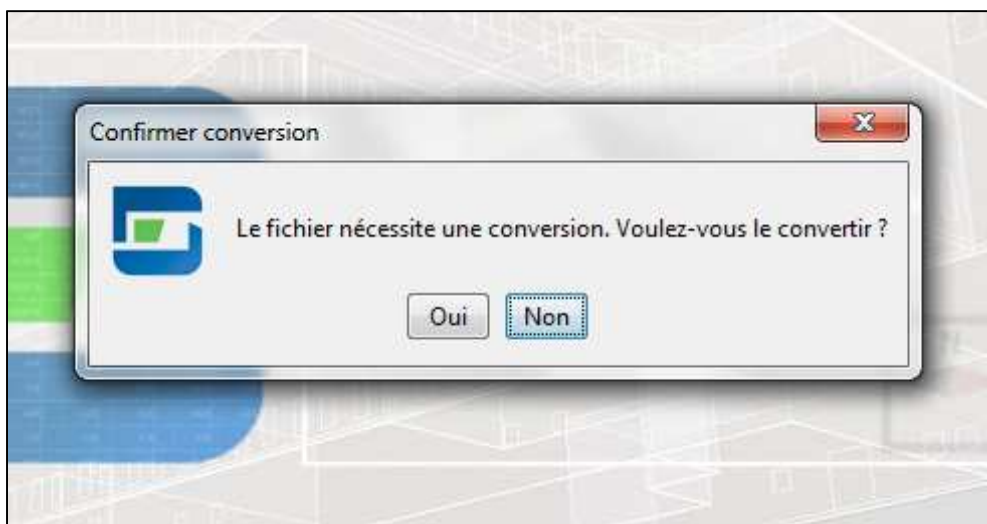 Confirmer conversion
Le fichier nécessite une conversion. Voulez-vous le convertir ?
Oui
Non